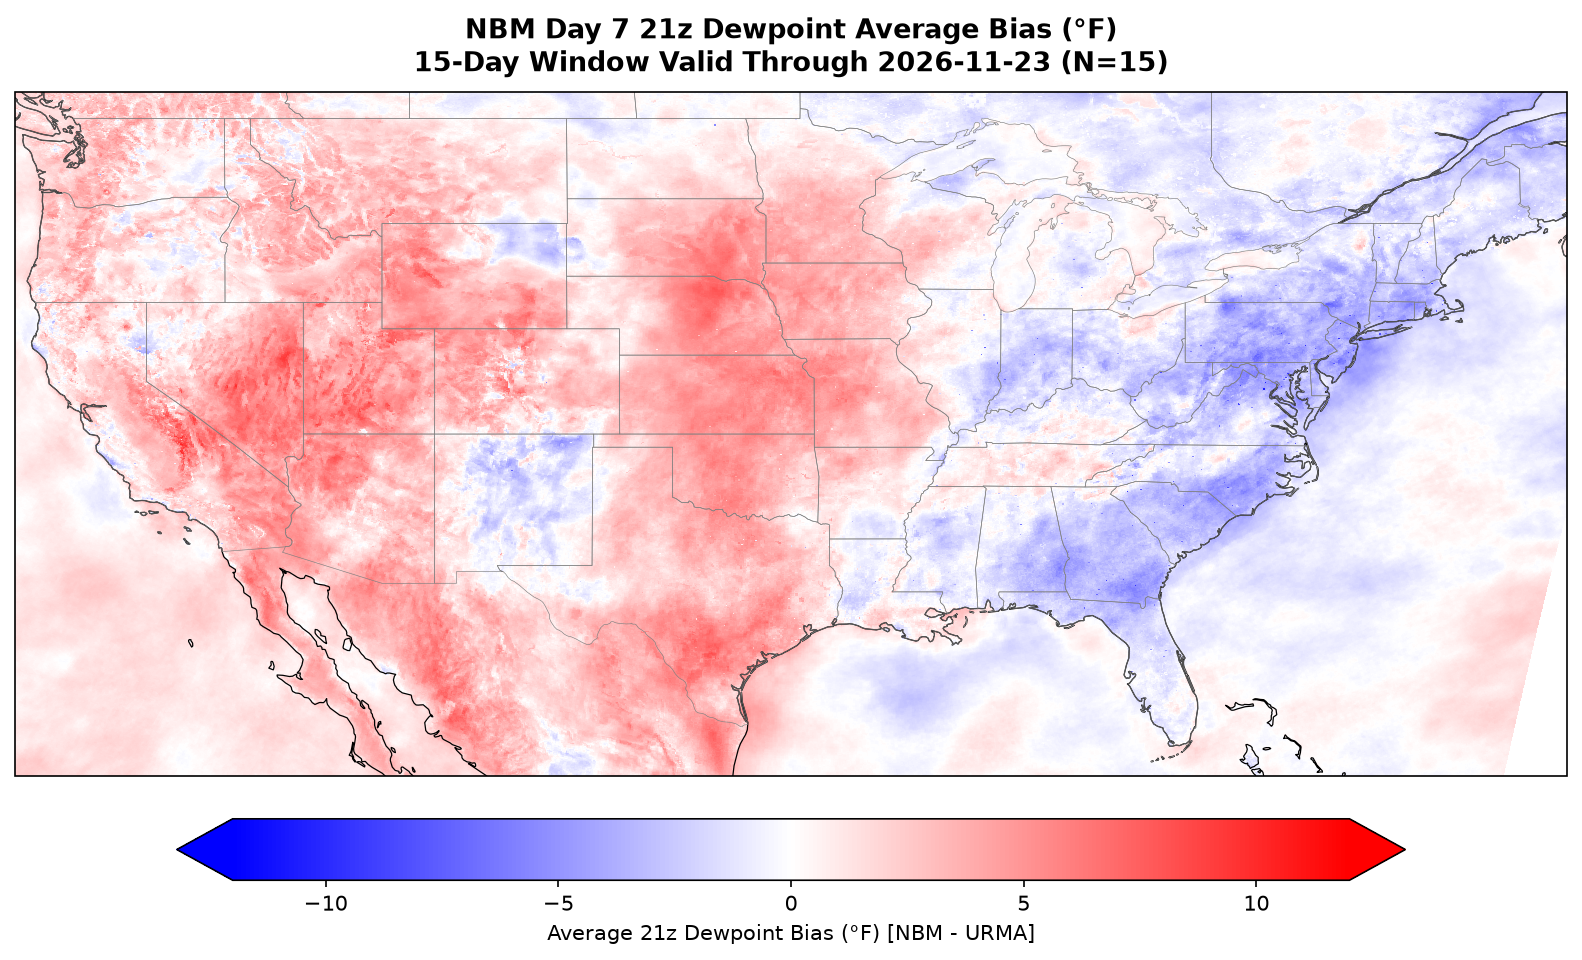 NBM Day 7 21z Dewpoint Average Bias (°F)
15-Day Window Valid Through 2026-11-23 (N=15)
−10 −5 0 5 10
Average 21z Dewpoint Bias (°F) [NBM - URMA]